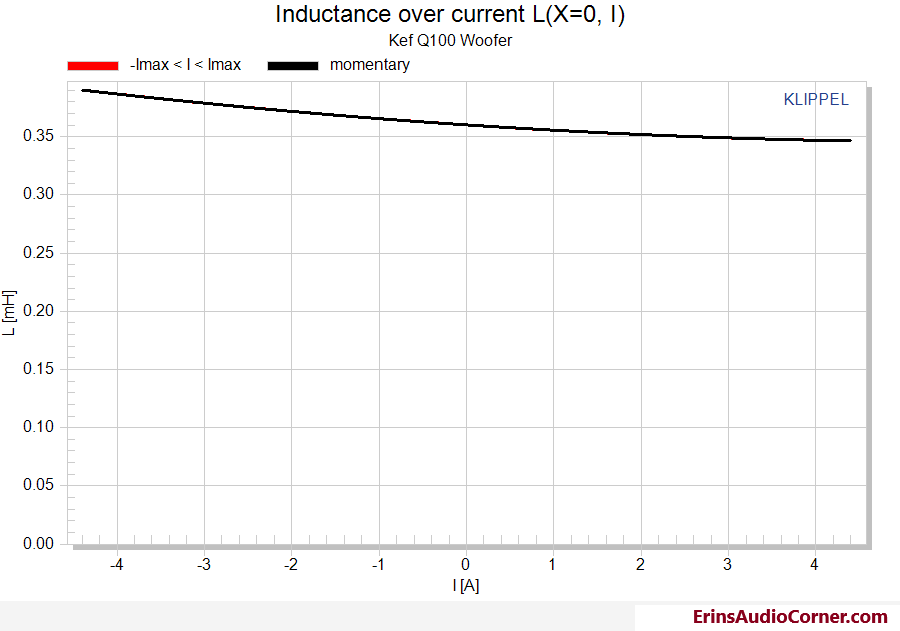 Inductance over current L(X=0, I)
Kef Q100 Woofer
-Imax < I < Imax momentary
KLIPPEL
0.35
0.30
0.25
0.20
0.15
0.10
0.05
0.00
L [mH]
-4 -3 -2 -1 0 1 2 3 4
I [A]
ErinsAudioCorner.com